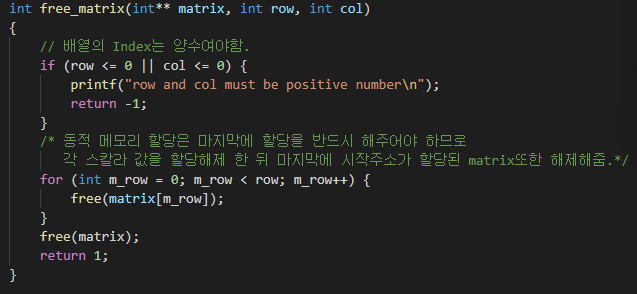 int free_matrix(int** matrix, int row, int col)
{
    // 배열의 Index는 양수여야함.
    if (row <= 0 || col <= 0) {
        printf("row and col must be positive number\n");
        return -1;
    }
    /* 동적 메모리 할당은 마지막에 할당을 반드시 해주어야 하므로
       각 스칼라 값을 할당해제 한 뒤 마지막에 시작주소가 할당된 matrix또한 해제해줌.*/
    for (int m_row = 0; m_row < row; m_row++) {
        free(matrix[m_row]);
    }
    free(matrix);
    return 1;
}